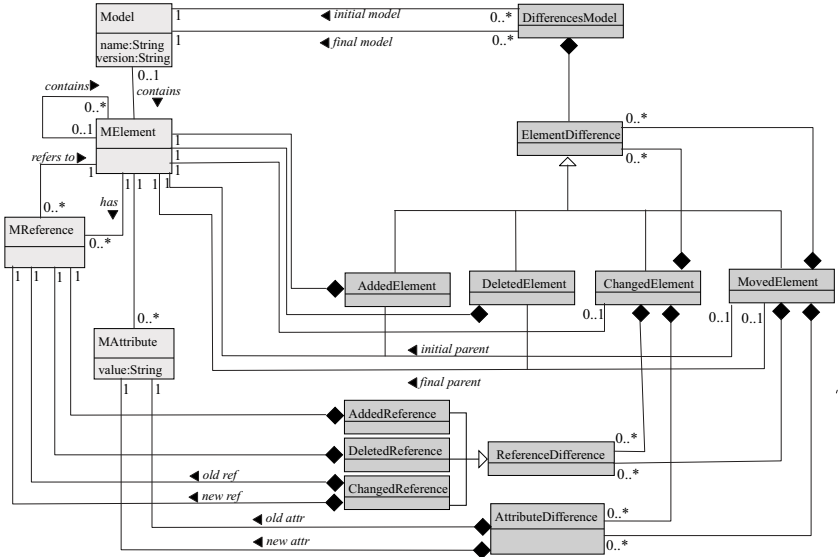 Model
1
initial model
0..*
DifferencesModel
name:String
version:String
1
final model
0..*
0..1
contains
contains
0..*
0..1
MElement
1
1
1
1
refers to
1
1
1
1
1
0..*
ElementDifference
0..*
has
0..*
MReference
0..*
1
1
1
1
AddedElement
DeletedElement
ChangedElement
MovedElement
0..1
0..1
0..1
0..*
MAttribute
value:String
initial parent
final parent
1
1
AddedReference
DeletedReference
ChangedReference
ReferenceDifference
0..*
0..*
old ref
new ref
old attr
new attr
AttributeDifference
0..*
0..*